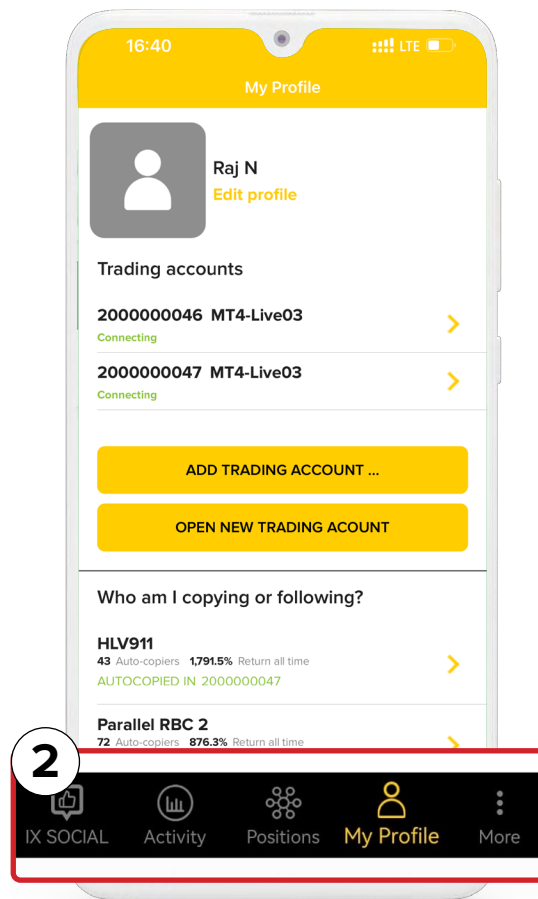 16:40
LTE
My Profile
Raj N
Edit profile
Trading accounts
2000000046 MT4-Live03
Connecting
2000000047 MT4-Live03
Connecting
ADD TRADING ACCOUNT ...
OPEN NEW TRADING ACOUNT
Who am I copying or following?
HLV911
43 Auto-copiers 1,791.5% Return all time
AUTOCOPIED IN 2000000047
Parallel RBC 2
72 Auto-copiers 876.3% Return all time
2
IX SOCIAL
Activity
Positions
My Profile
More